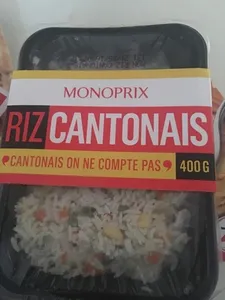 MONOPRIX
RIZ CANTONAIS
CANTONAIS ON NE COMPTE PAS 400 G